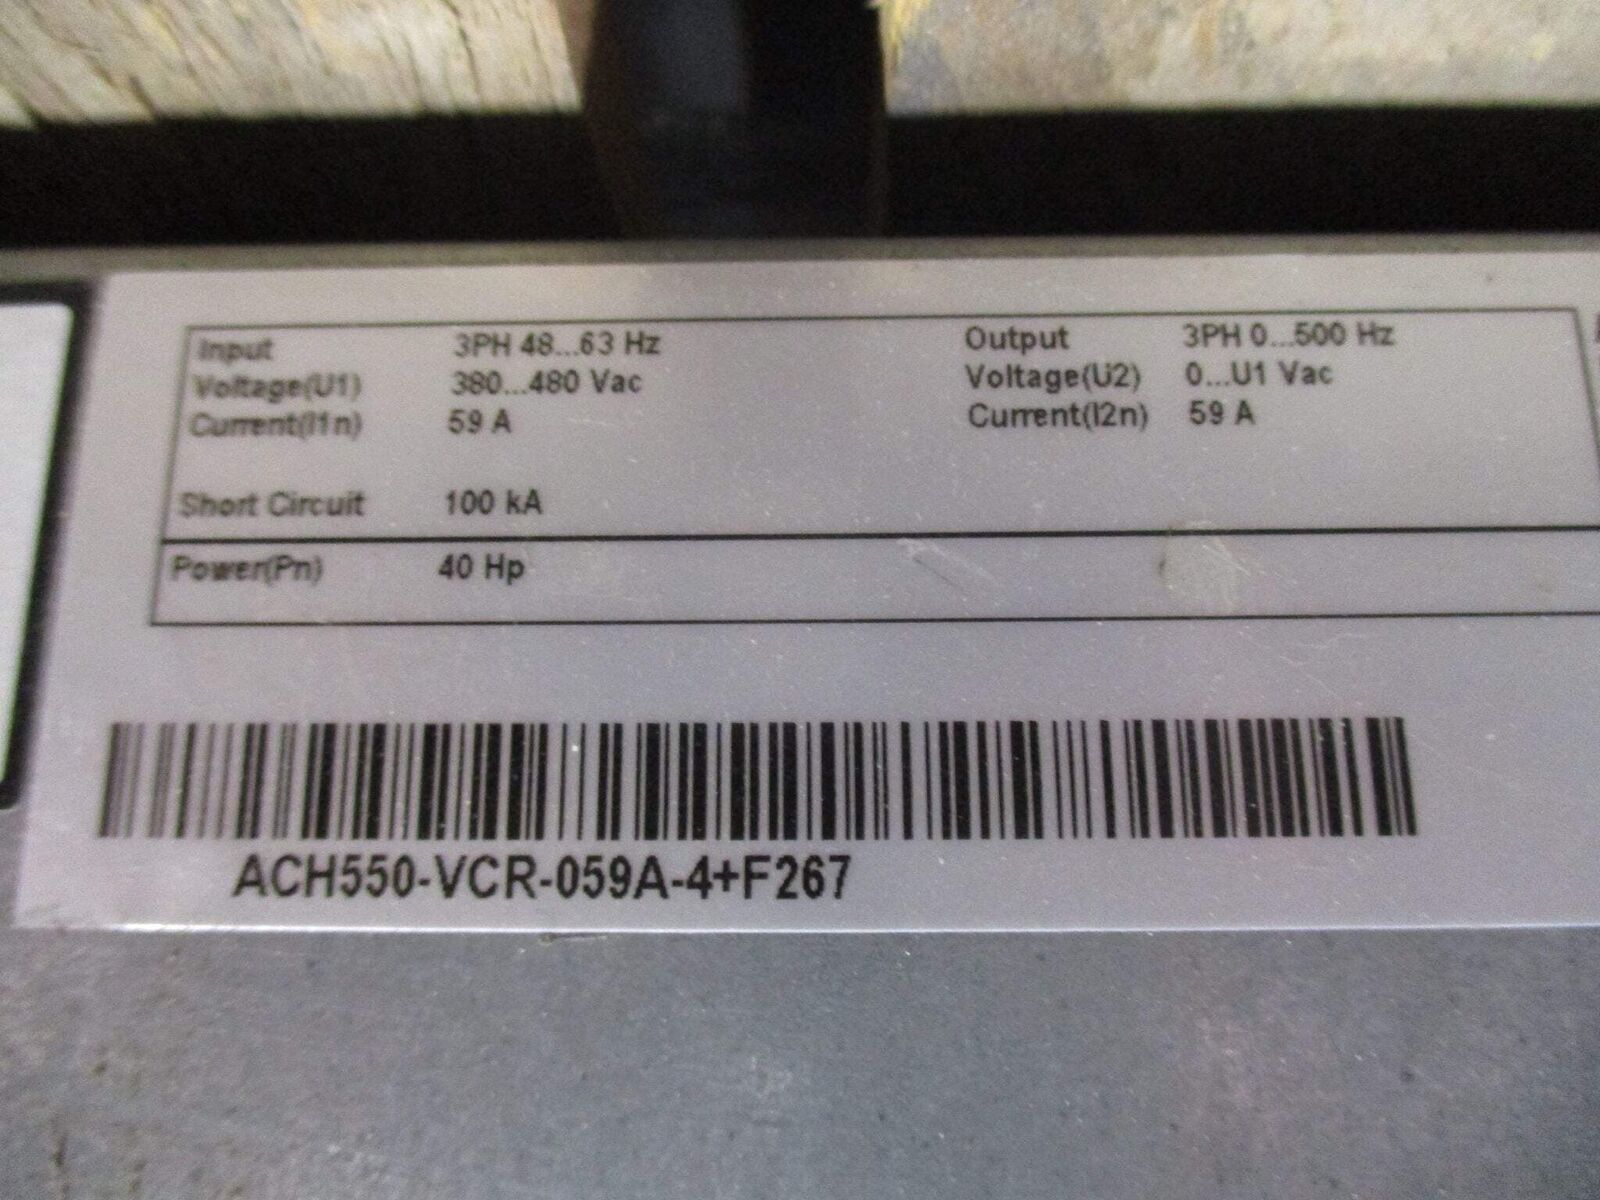 Input 3PH 48...63 Hz Output 3PH 0...500 Hz
Voltage(U1) 380...480 Vac Voltage(U2) 0...U1 Vac
Current(I1n) 59 A Current(I2n) 59 A
Short Circuit 100 kA
Power(Pn) 40 Hp
ACH550-VCR-059A-4+F267